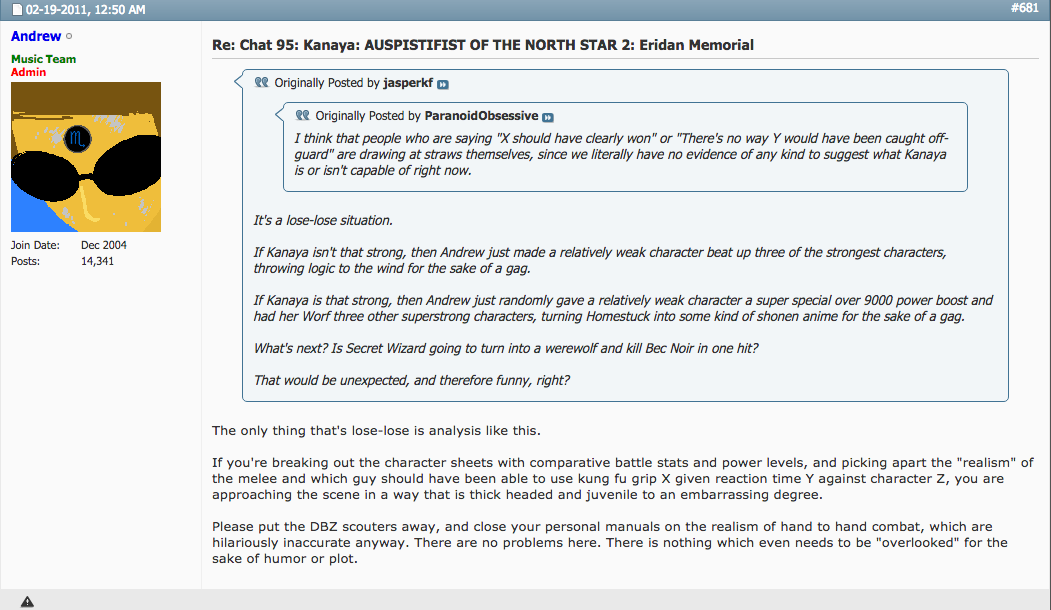 02-19-2011, 12:50 AM
#681
Andrew
Music Team
Admin
♏
Join Date: Dec 2004
Posts: 14,341
Re: Chat 95: Kanaya: AUSPISTIFIST OF THE NORTH STAR 2: Eridan Memorial
Originally Posted by jasperkf
Originally Posted by ParanoidObsessive
I think that people who are saying "X should have clearly won" or "There's no way Y would have been caught off-
guard" are drawing at straws themselves, since we literally have no evidence of any kind to suggest what Kanaya
is or isn't capable of right now.
It's a lose-lose situation.
If Kanaya isn't that strong, then Andrew just made a relatively weak character beat up three of the strongest characters,
throwing logic to the wind for the sake of a gag.
If Kanaya is that strong, then Andrew just randomly gave a relatively weak character a super special over 9000 power boost and
had her Worf three other superstrong characters, turning Homestuck into some kind of shonen anime for the sake of a gag.
What's next? Is Secret Wizard going to turn into a werewolf and kill Bec Noir in one hit?
That would be unexpected, and therefore funny, right?
The only thing that's lose-lose is analysis like this.
If you're breaking out the character sheets with comparative battle stats and power levels, and picking apart the "realism" of
the melee and which guy should have been able to use kung fu grip X given reaction time Y against character Z, you are
approaching the scene in a way that is thick headed and juvenile to an embarrassing degree.
Please put the DBZ scouters away, and close your personal manuals on the realism of hand to hand combat, which are
hilariously inaccurate anyway. There are no problems here. There is nothing which even needs to be "overlooked" for the
sake of humor or plot.